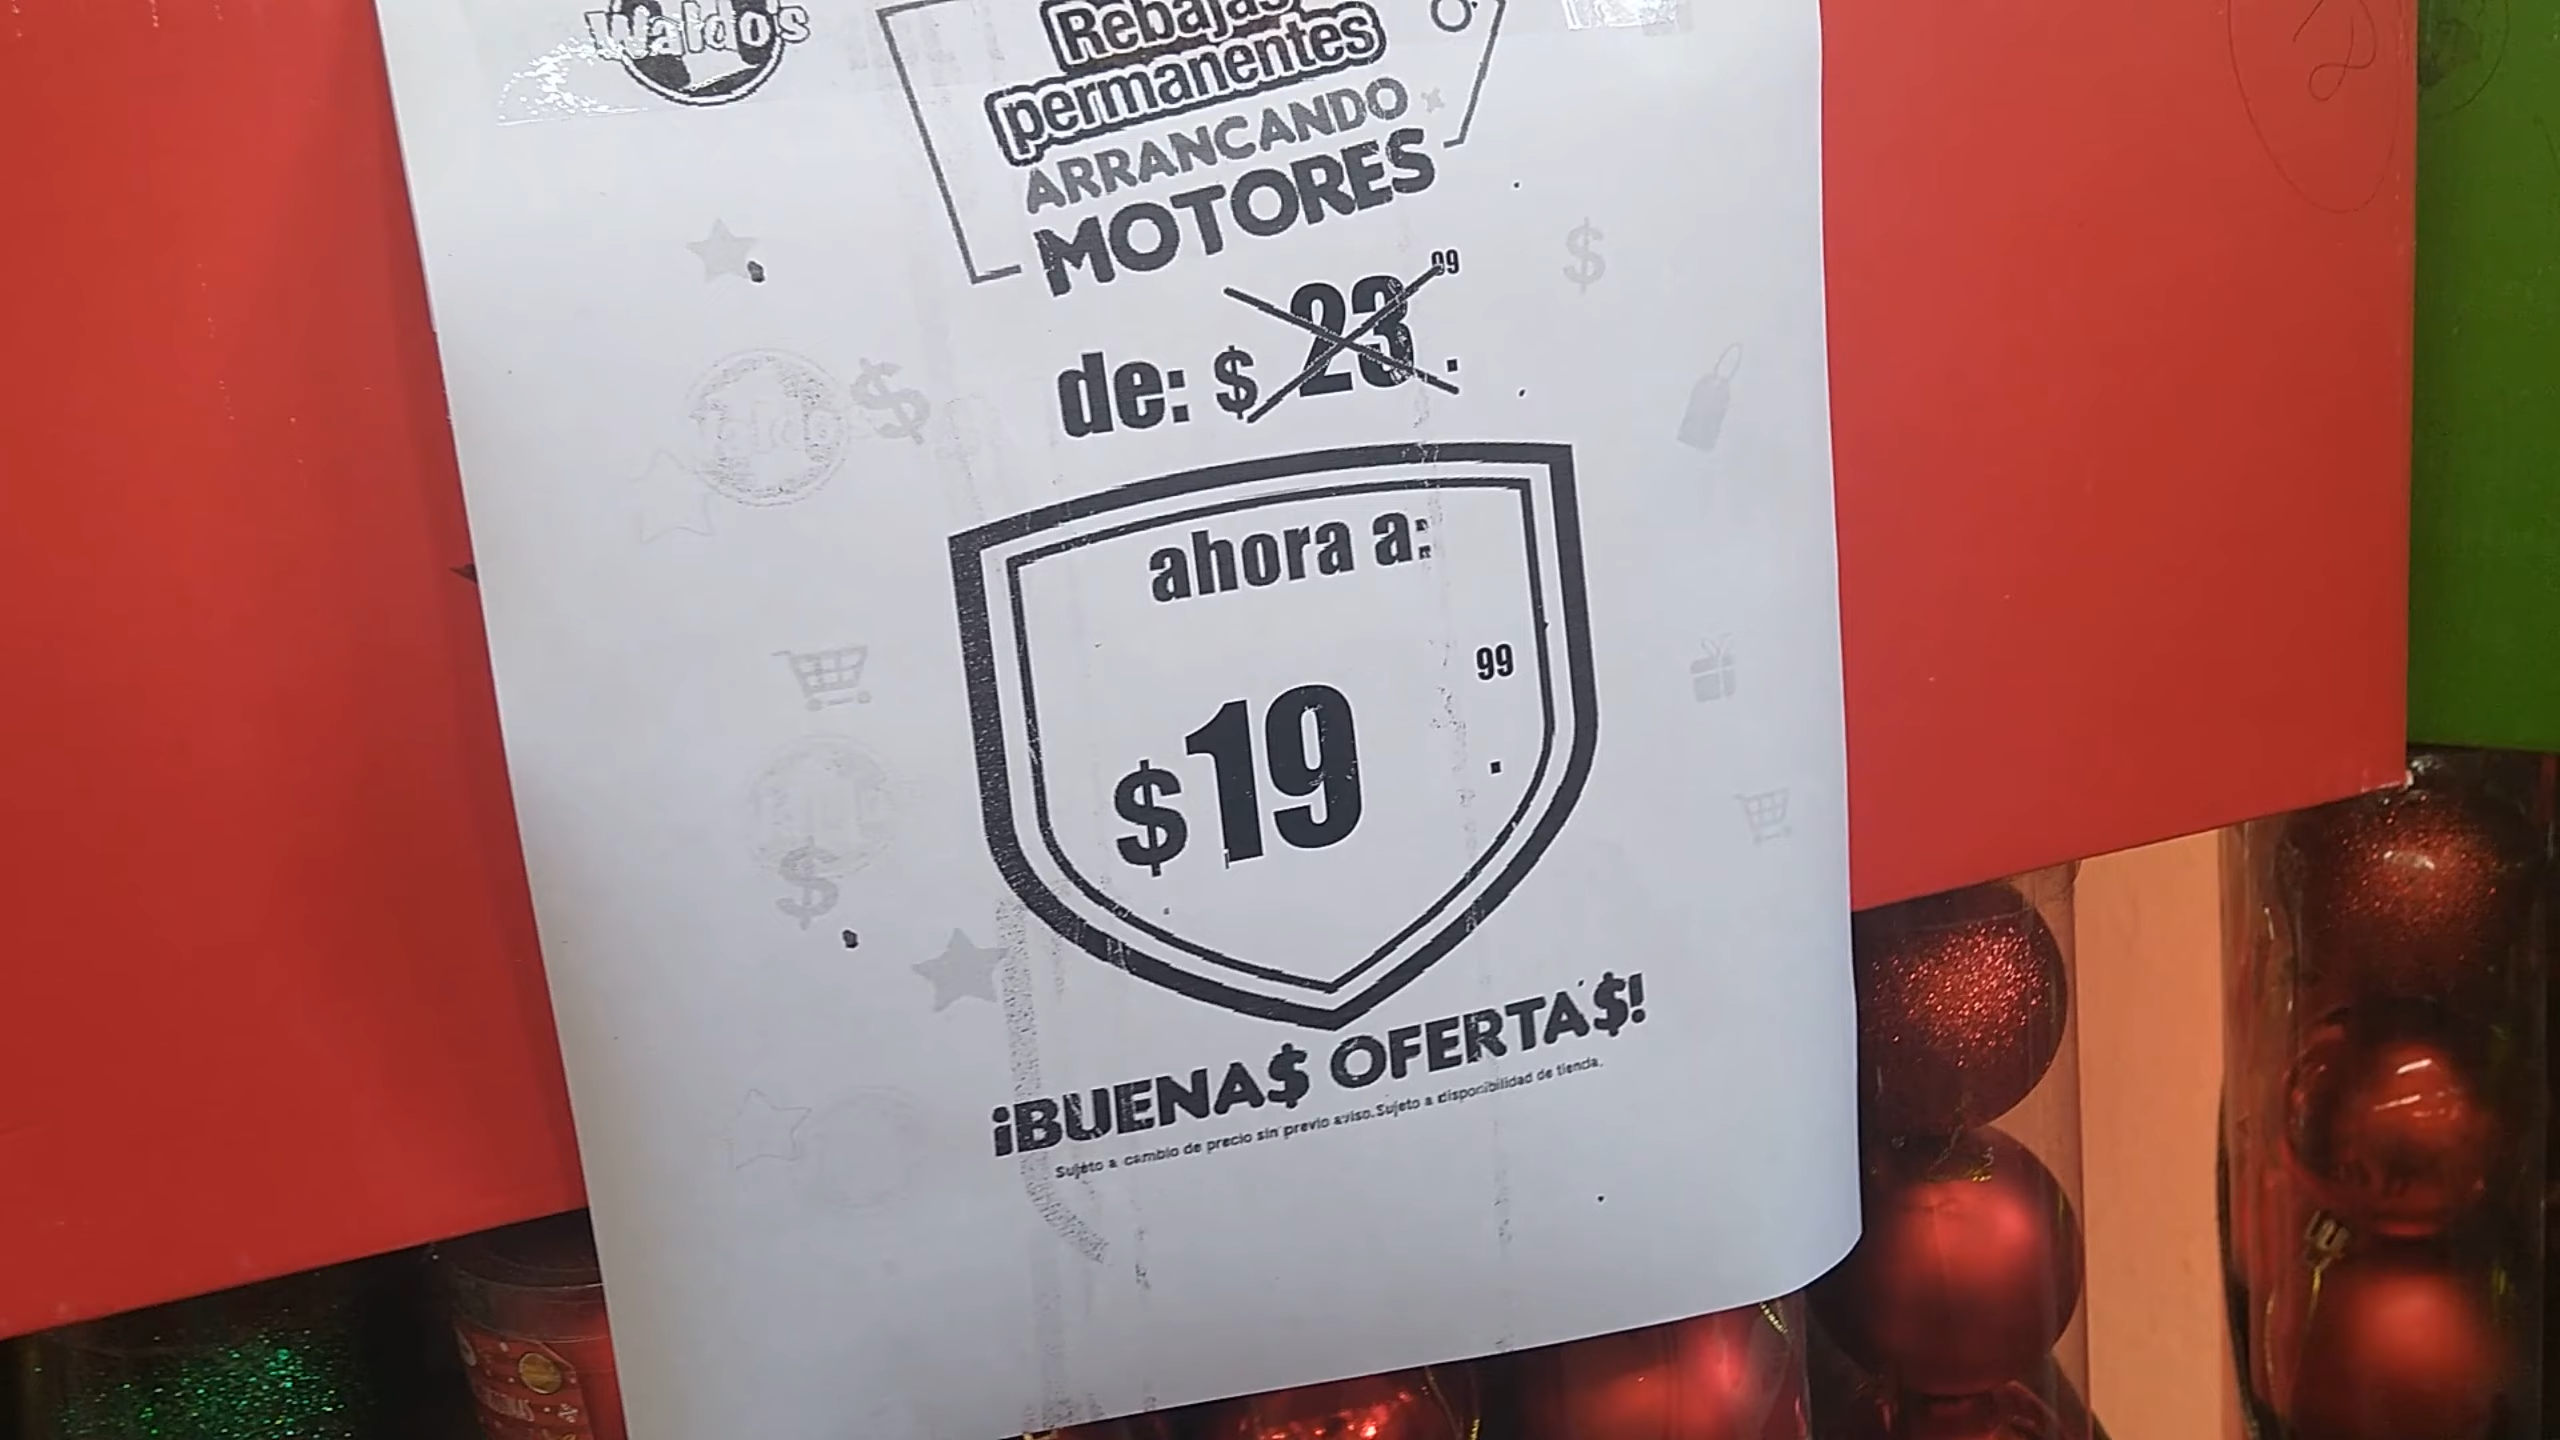 Waldo's
Rebajas
permanentes
ARRANCANDO
MOTORES
de: $ 23.99
ahora a:
$19.99
¡BUENA$ OFERTA$!
Sujeto a cambio de precio sin previo aviso. Sujeto a disponibilidad de tienda.